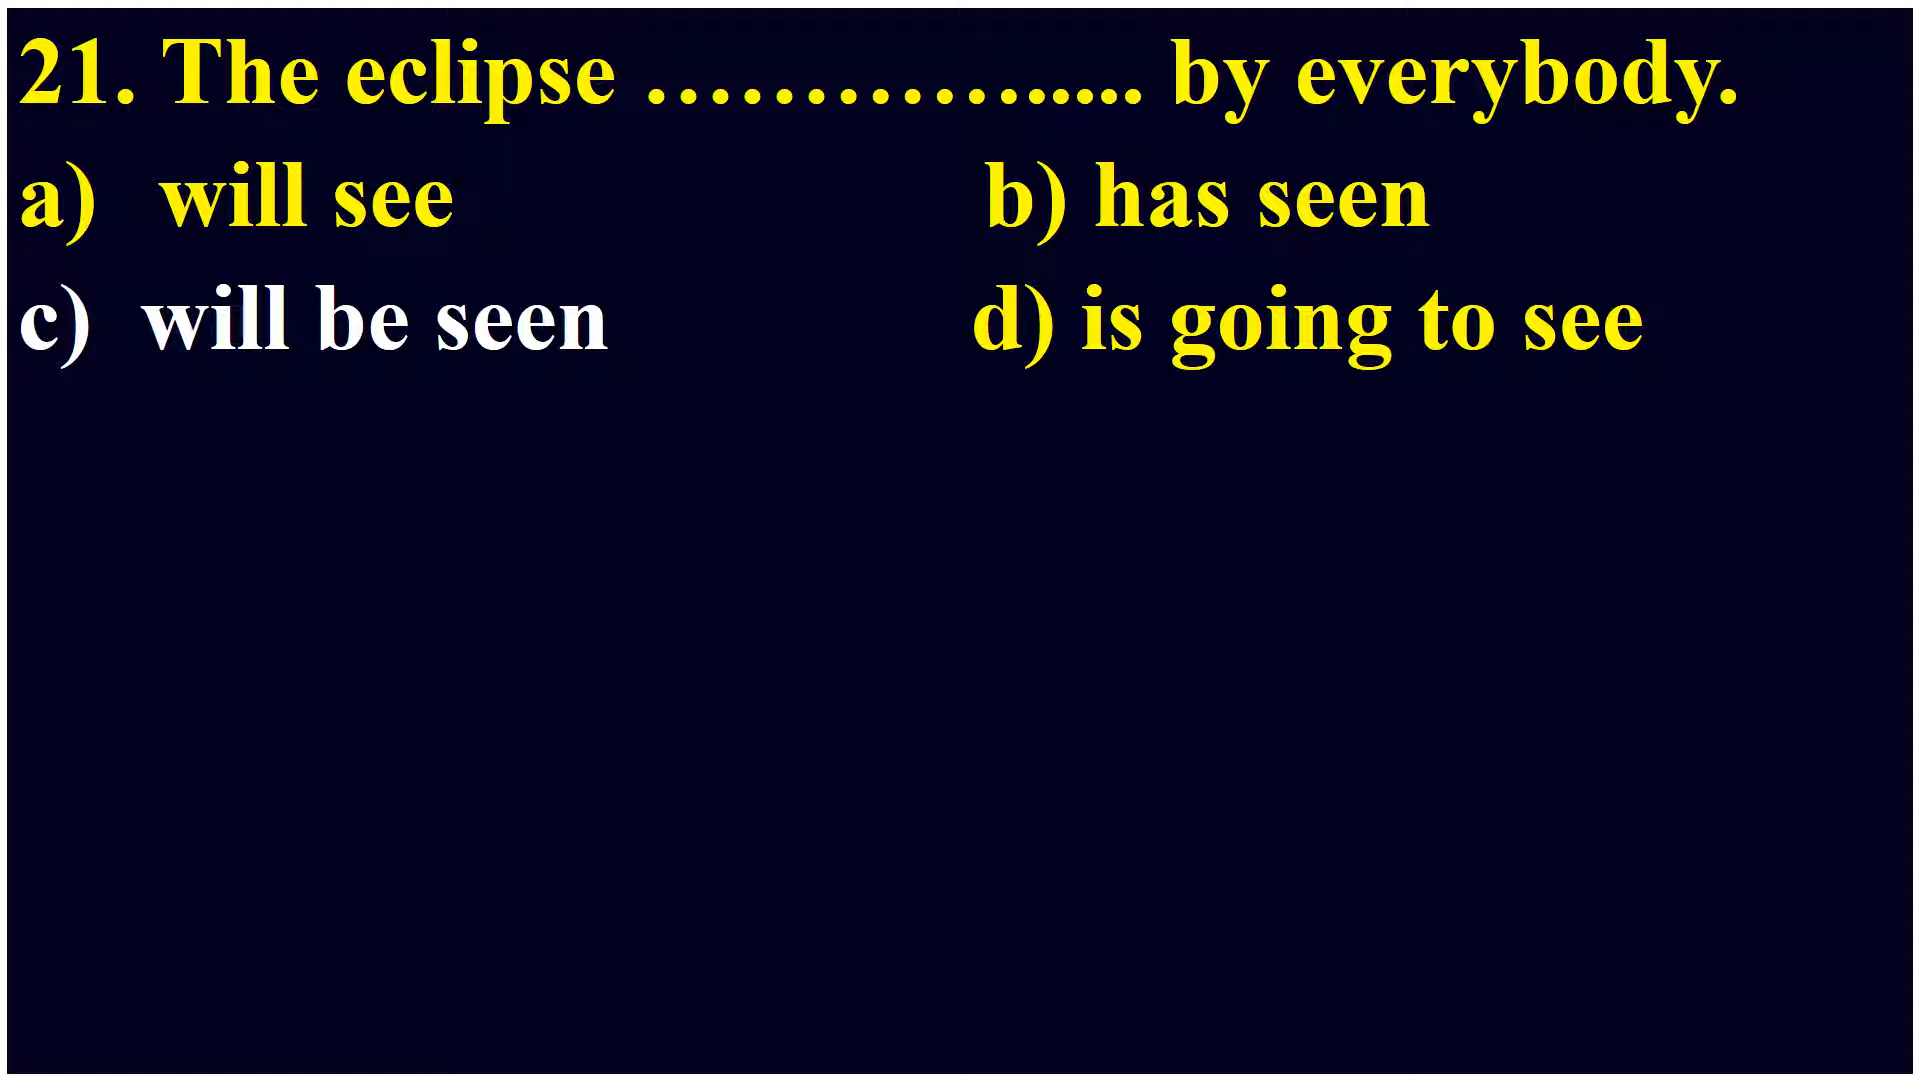 21. The eclipse ………….…..... by everybody.
a) will see b) has seen
c) will be seen d) is going to see